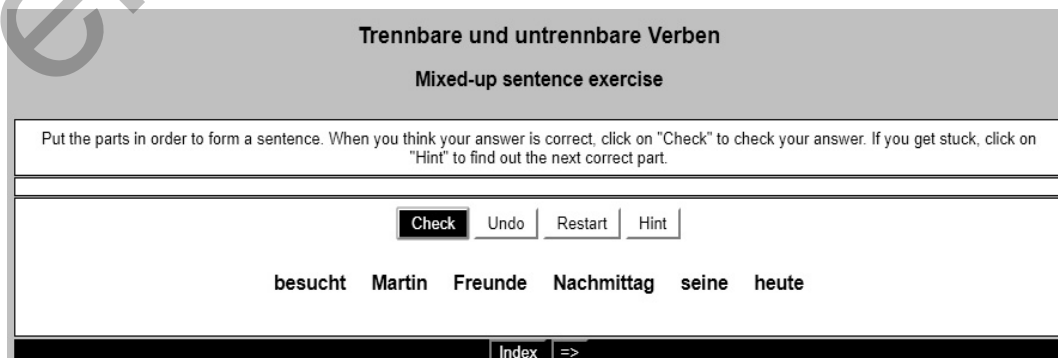 Trennbare und untrennbare Verben
Mixed-up sentence exercise
Put the parts in order to form a sentence. When you think your answer is correct, click on "Check" to check your answer. If you get stuck, click on
"Hint" to find out the next correct part.
Check Undo Restart Hint
besucht Martin Freunde Nachmittag seine heute
Index =>